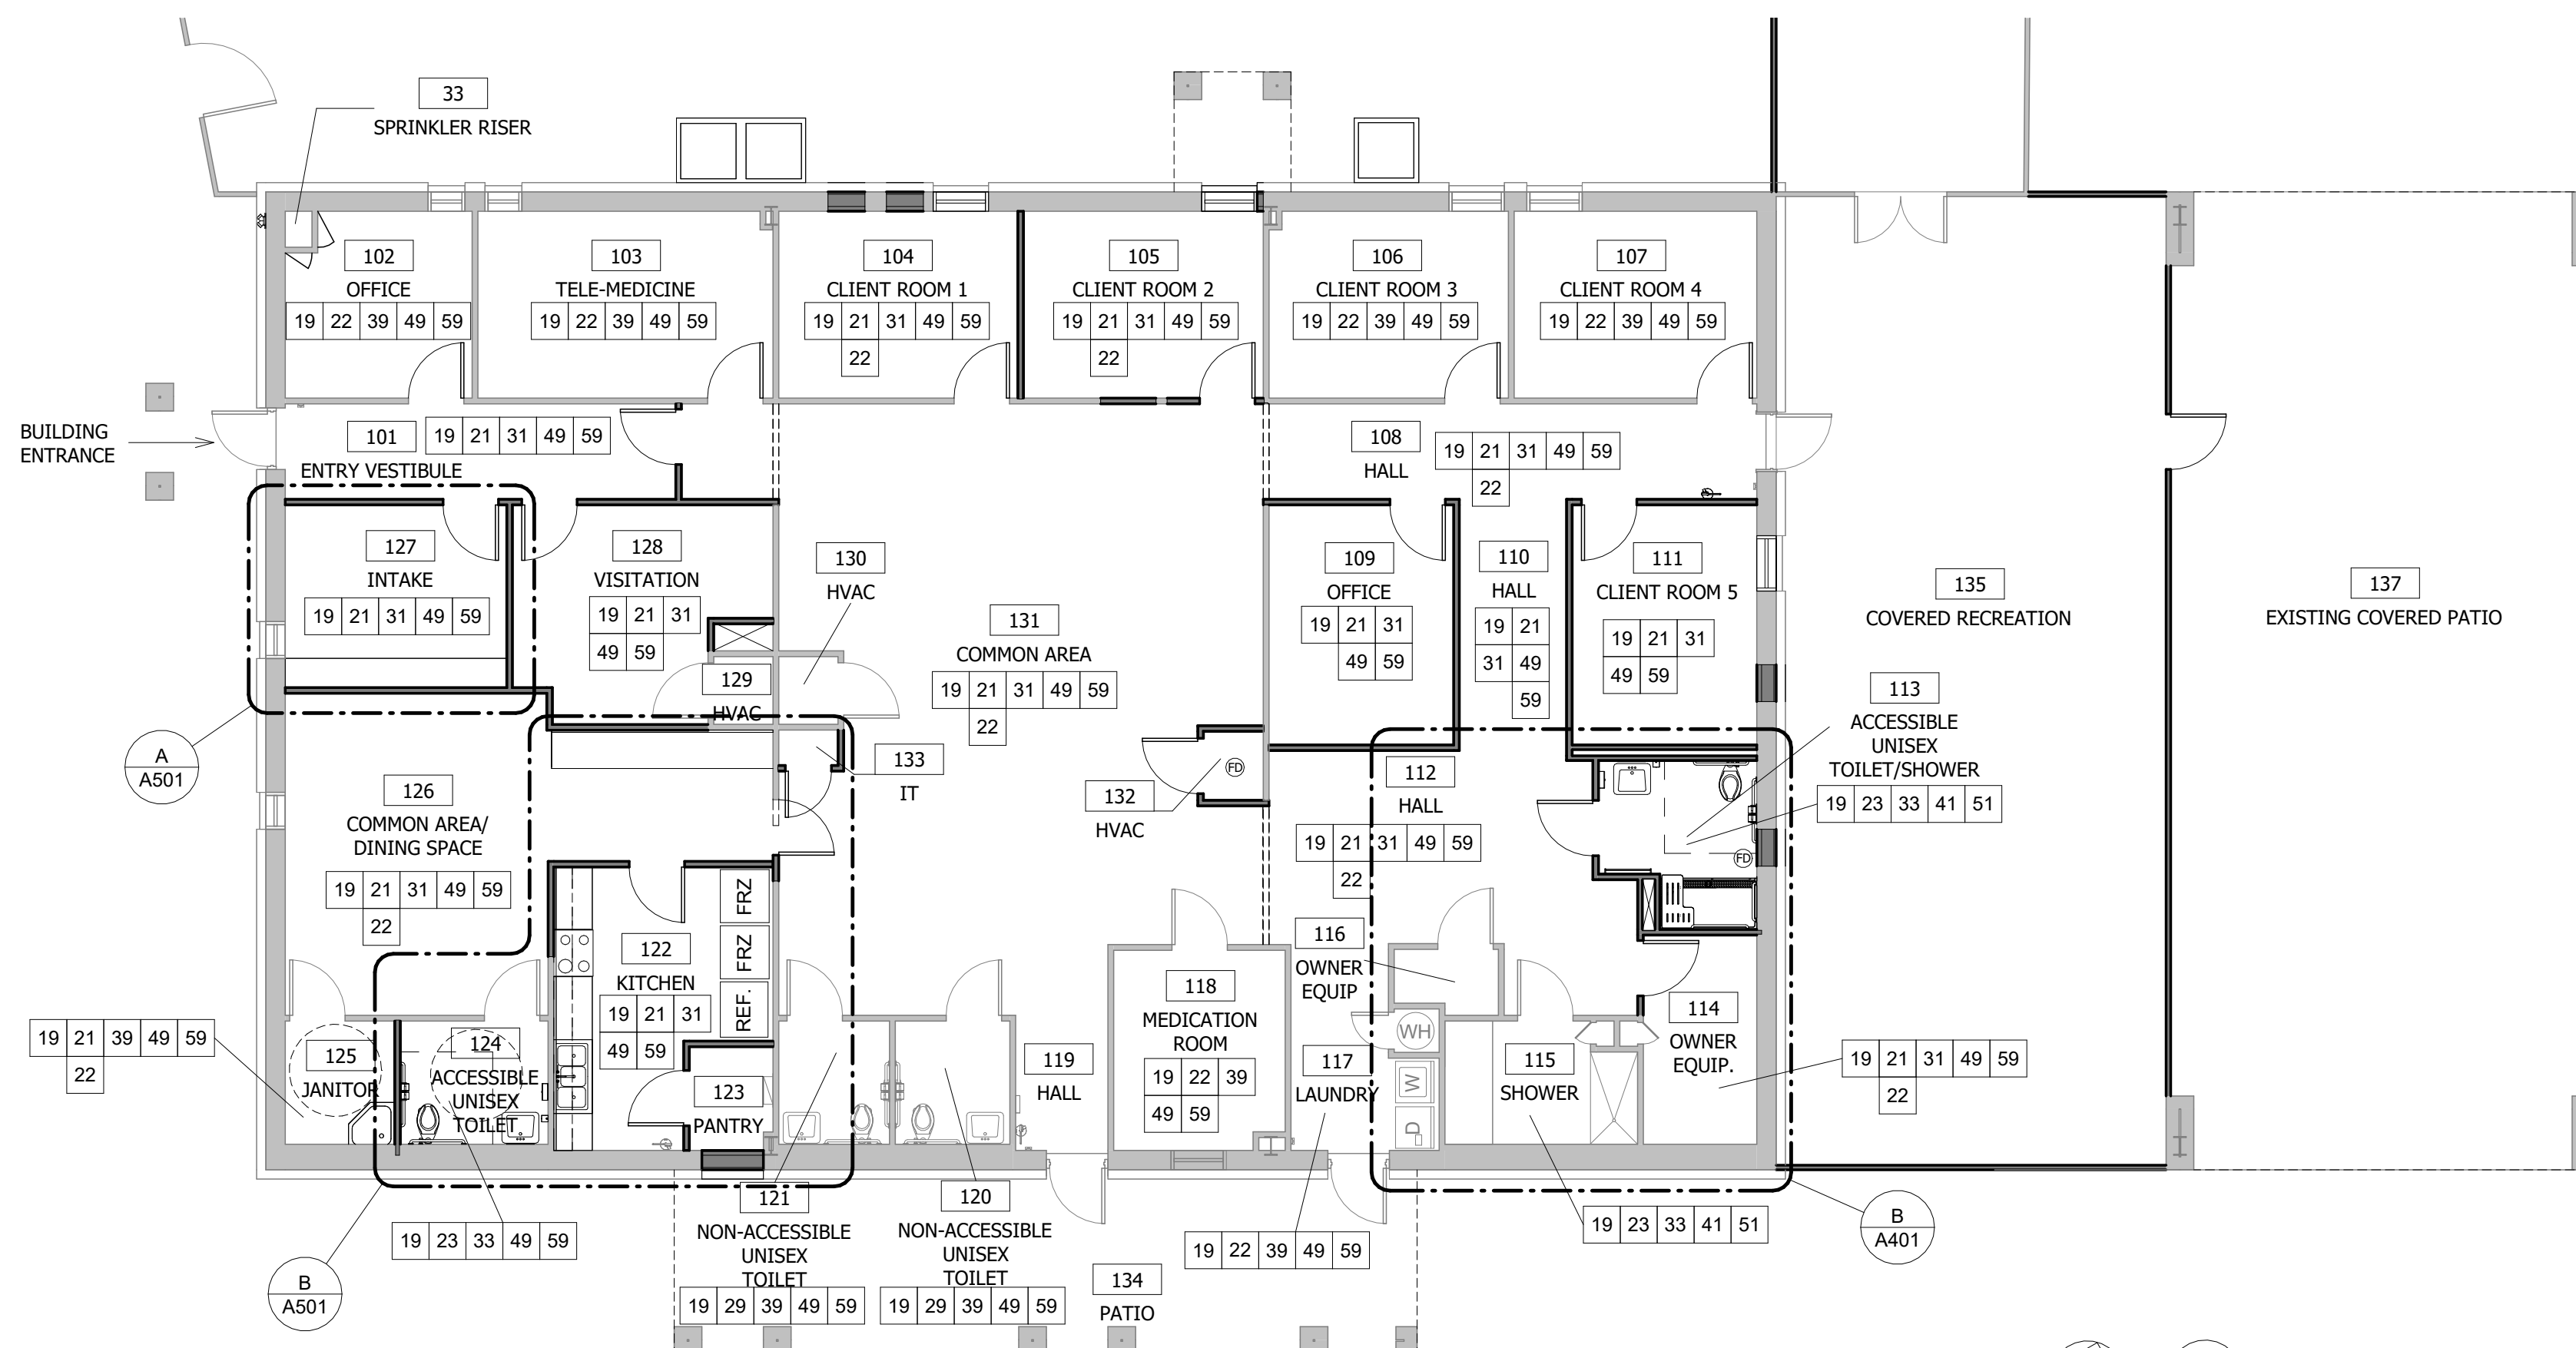 33
SPRINKLER RISER
102
OFFICE
19 22 39 49 59
103
TELE-MEDICINE
19 22 39 49 59
104
CLIENT ROOM 1
19 21 31 49 59
22
105
CLIENT ROOM 2
19 21 31 49 59
22
106
CLIENT ROOM 3
19 22 39 49 59
107
CLIENT ROOM 4
19 22 39 49 59
BUILDING
ENTRANCE
101
19 21 31 49 59
ENTRY VESTIBULE
108
HALL
19 21 31 49 59
22
127
INTAKE
19 21 31 49 59
128
VISITATION
19 21 31
49 59
129
HVAC
130
HVAC
131
COMMON AREA
19 21 31 49 59
22
109
OFFICE
19 21 31
49 59
110
HALL
19 21
31 49
59
111
CLIENT ROOM 5
19 21 31
49 59
135
COVERED RECREATION
137
EXISTING COVERED PATIO
113
ACCESSIBLE
UNISEX
TOILET/SHOWER
19 23 33 41 51
A
A501
133
IT
132
HVAC
FD
112
HALL
19 21 31 49 59
22
FD
126
COMMON AREA/
DINING SPACE
19 21 31 49 59
22
122
KITCHEN
19 21 31
49 59
FRZ
FRZ
REF.
123
PANTRY
116
OWNER
EQUIP
118
MEDICATION
ROOM
19 22 39
49 59
119
HALL
117
LAUNDRY
WH
W
D
115
SHOWER
114
OWNER
EQUIP.
19 21 31 49 59
22
19 21 39 49 59
22
125
JANITOR
124
ACCESSIBLE
UNISEX
TOILET
19 23 33 49 59
B
A501
121
NON-ACCESSIBLE
UNISEX
TOILET
19 29 39 49 59
120
NON-ACCESSIBLE
UNISEX
TOILET
19 29 39 49 59
134
PATIO
19 22 39 49 59
19 23 33 41 51
B
A401